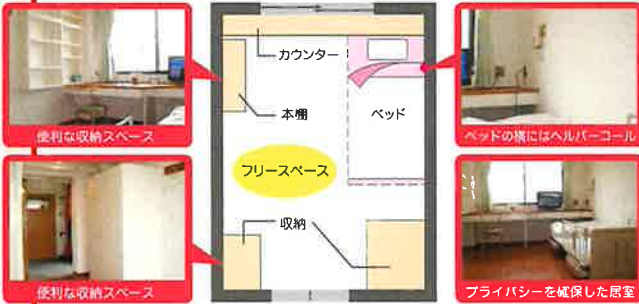 便利な収納スペース
カウンター
本棚
ベッド
ベッドの横にはヘルパーコール
フリースペース
収納
便利な収納スペース
プライバシーを確保した居室